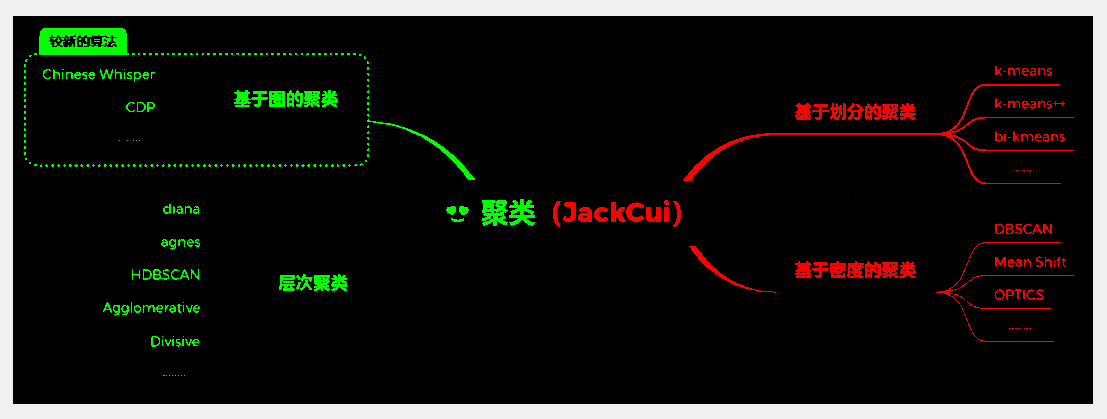 较新的算法
Chinese Whisper
CDP
... ...
基于图的聚类
diana
agnes
HDBSCAN
Agglomerative
Divisive
........
层次聚类
聚类 (JackCui)
基于划分的聚类
k-means
k-means++
bi-kmeans
........
基于密度的聚类
DBSCAN
Mean Shift
OPTICS
........